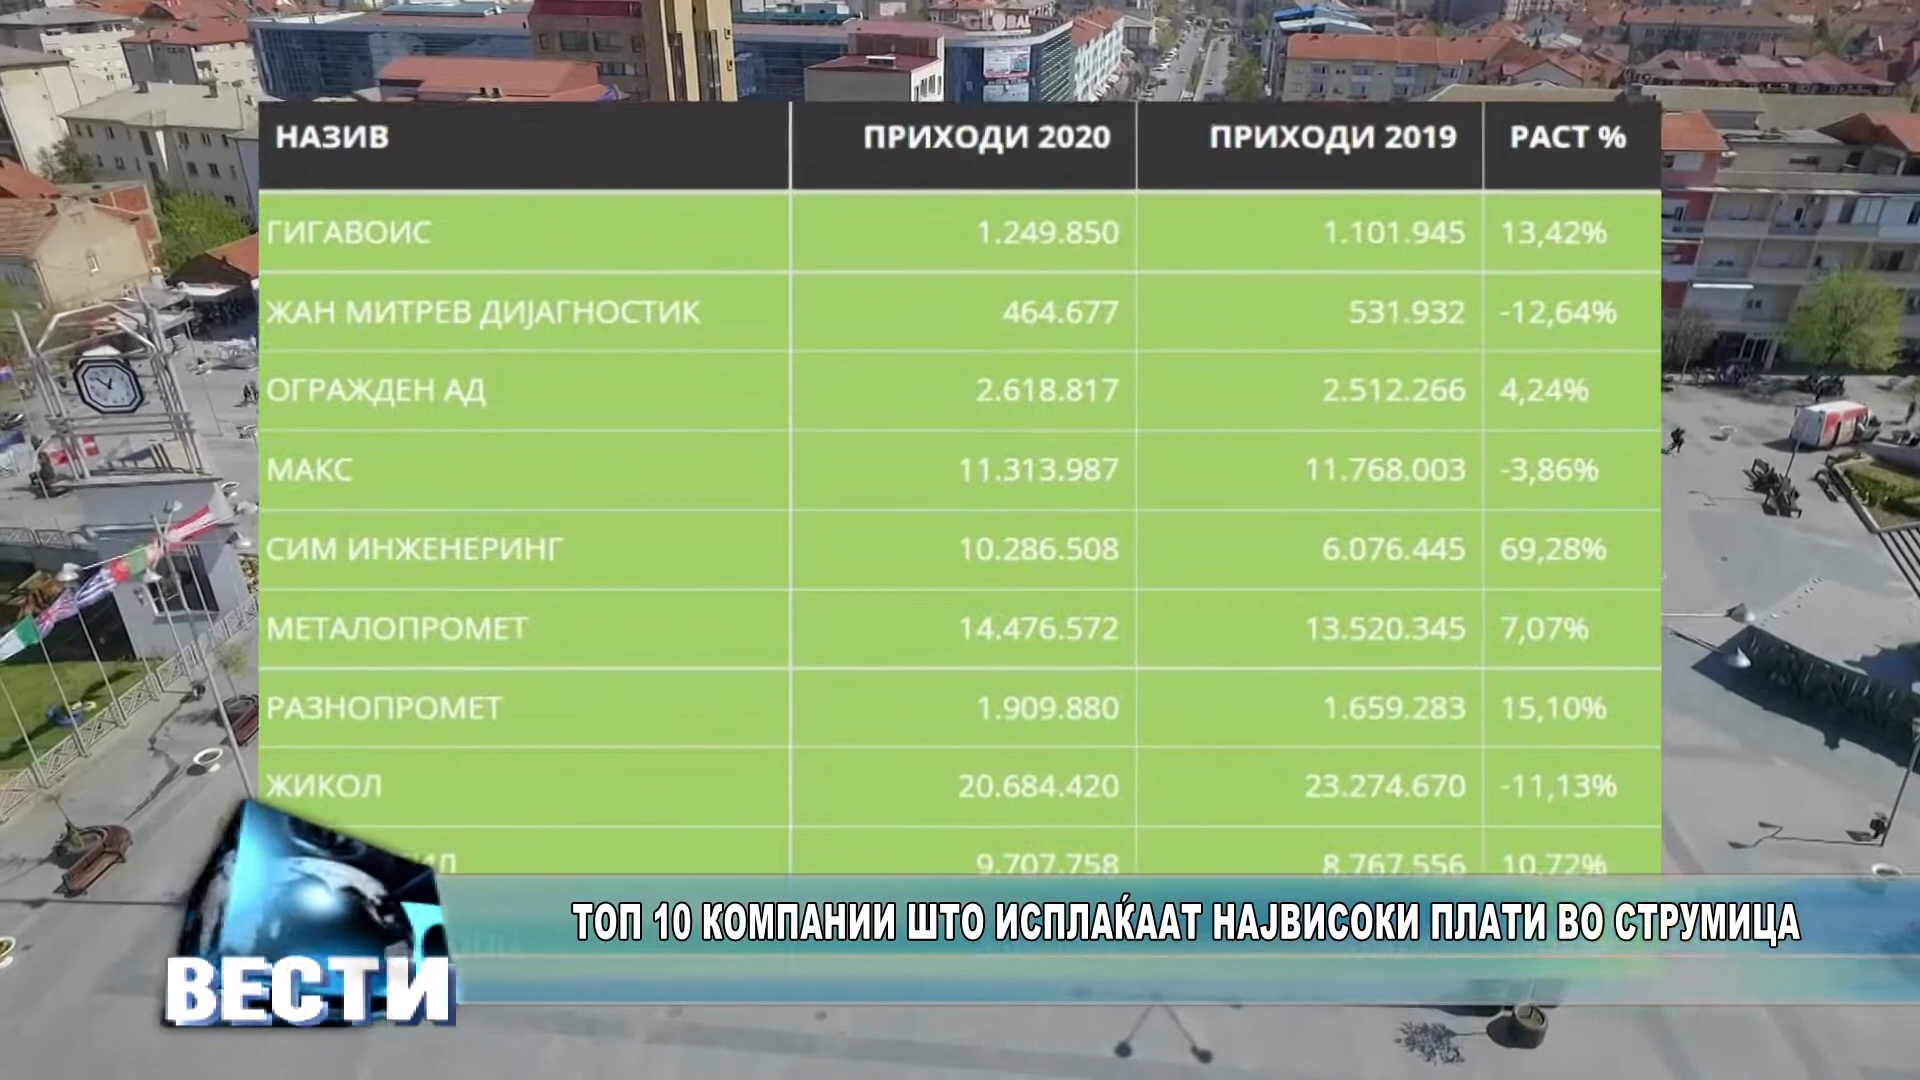 GLOBAL
НАЗИВ ПРИХОДИ 2020 ПРИХОДИ 2019 РАСТ %
ГИГАВОИС 1.249.850 1.101.945 13,42%
ЖАН МИТРЕВ ДИЈАГНОСТИК 464.677 531.932 -12,64%
ОГРАЖДЕН АД 2.618.817 2.512.266 4,24%
МАКС 11.313.987 11.768.003 -3,86%
СИМ ИНЖЕНЕРИНГ 10.286.508 6.076.445 69,28%
МЕТАЛОПРОМЕТ 14.476.572 13.520.345 7,07%
РАЗНОПРОМЕТ 1.909.880 1.659.283 15,10%
ЖИКОЛ 20.684.420 23.274.670 -11,13%
9.707.758 8.767.556 10,72%
ТОП 10 КОМПАНИИ ШТО ИСПЛАЌААТ НАЈВИСОКИ ПЛАТИ ВО СТРУМИЦА
ВЕСТИ